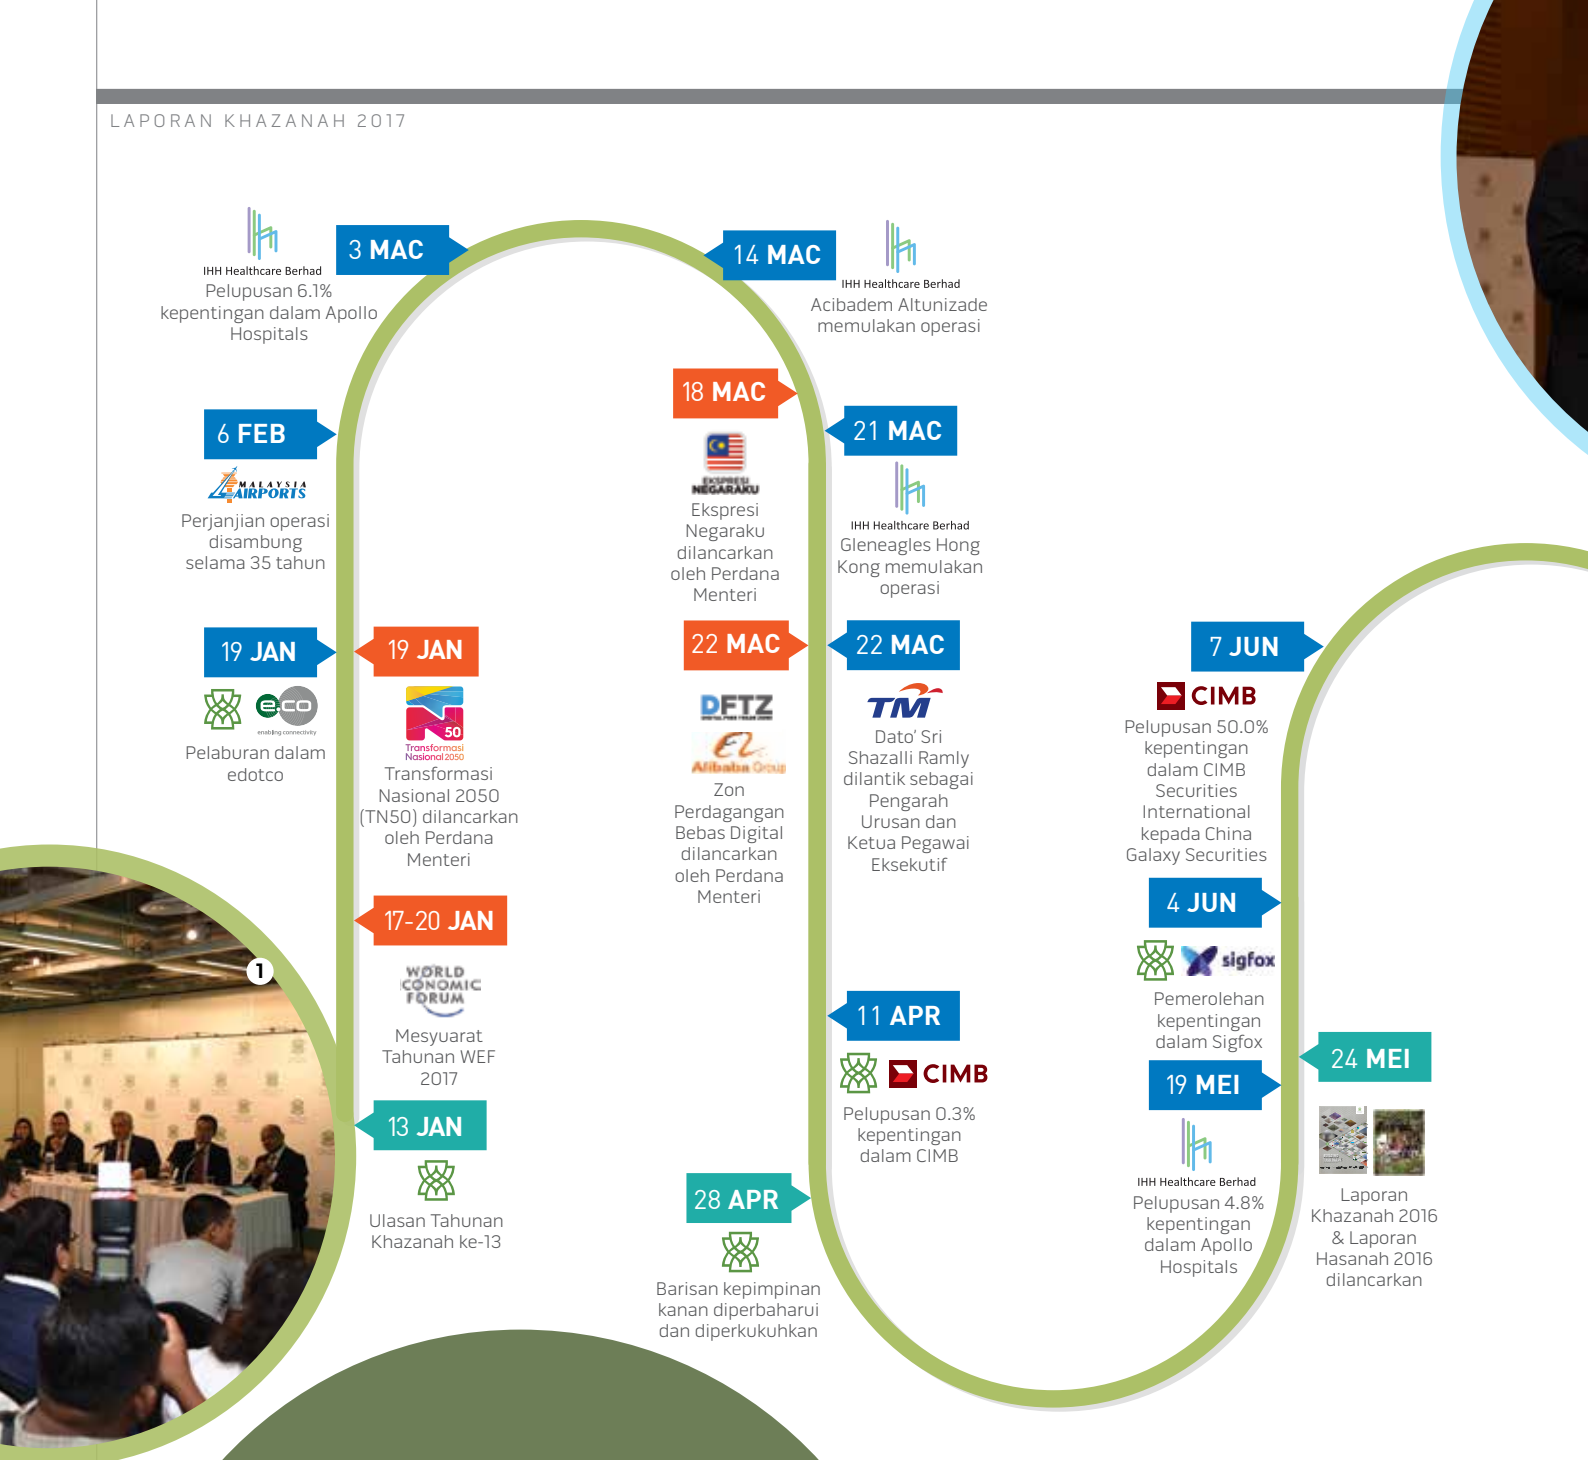 LAPORAN KHAZANAH 2017
IHH Healthcare Berhad
3 MAC
Pelupusan 6.1%
kepentingan dalam Apollo
Hospitals
14 MAC
IHH Healthcare Berhad
Acibadem Altunizade
memulakan operasi
6 FEB
MALAYSIA
AIRPORTS
Perjanjian operasi
disambung
selama 35 tahun
18 MAC
EKSPRESI
NEGARAKU
Ekspresi
Negaraku
dilancarkan
oleh Perdana
Menteri
21 MAC
IHH Healthcare Berhad
Gleneagles Hong
Kong memulakan
operasi
19 JAN
e.co
enabling connectivity
Pelaburan dalam
edotco
19 JAN
50
Transformasi
Nasional 2050
Transformasi
Nasional 2050
(TN50) dilancarkan
oleh Perdana
Menteri
22 MAC
DFTZ
DIGITAL FREE TRADE ZONE
Alibaba Group
Zon
Perdagangan
Bebas Digital
dilancarkan
oleh Perdana
Menteri
22 MAC
TM
Dato' Sri
Shazalli Ramly
dilantik sebagai
Pengarah
Urusan dan
Ketua Pegawai
Eksekutif
7 JUN
CIMB
Pelupusan 50.0%
kepentingan
dalam CIMB
Securities
International
kepada China
Galaxy Securities
17-20 JAN
WORLD
ECONOMIC
FORUM
Mesyuarat
Tahunan WEF
2017
1
4 JUN
sigfox
Pemerolehan
kepentingan
dalam Sigfox
11 APR
CIMB
Pelupusan 0.3%
kepentingan
dalam CIMB
24 MEI
Laporan
Khazanah 2016
& Laporan
Hasanah 2016
dilancarkan
19 MEI
IHH Healthcare Berhad
Pelupusan 4.8%
kepentingan
dalam Apollo
Hospitals
13 JAN
Ulasan Tahunan
Khazanah ke-13
28 APR
Barisan kepimpinan
kanan diperbaharui
dan diperkukuhkan